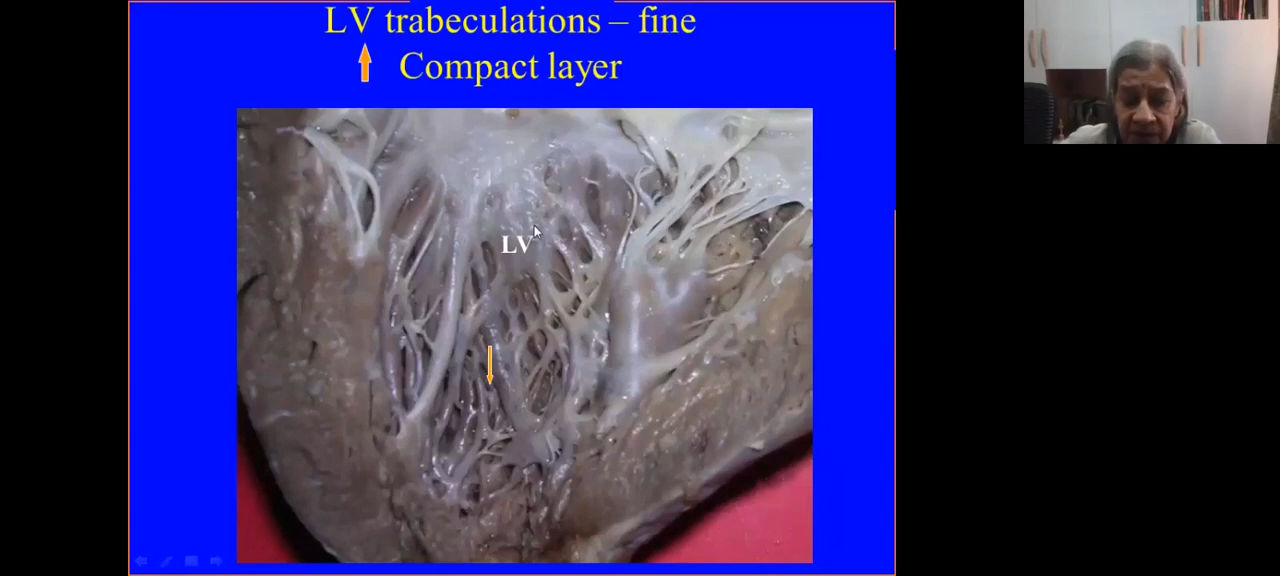 LV trabeculations – fine
Compact layer
LV